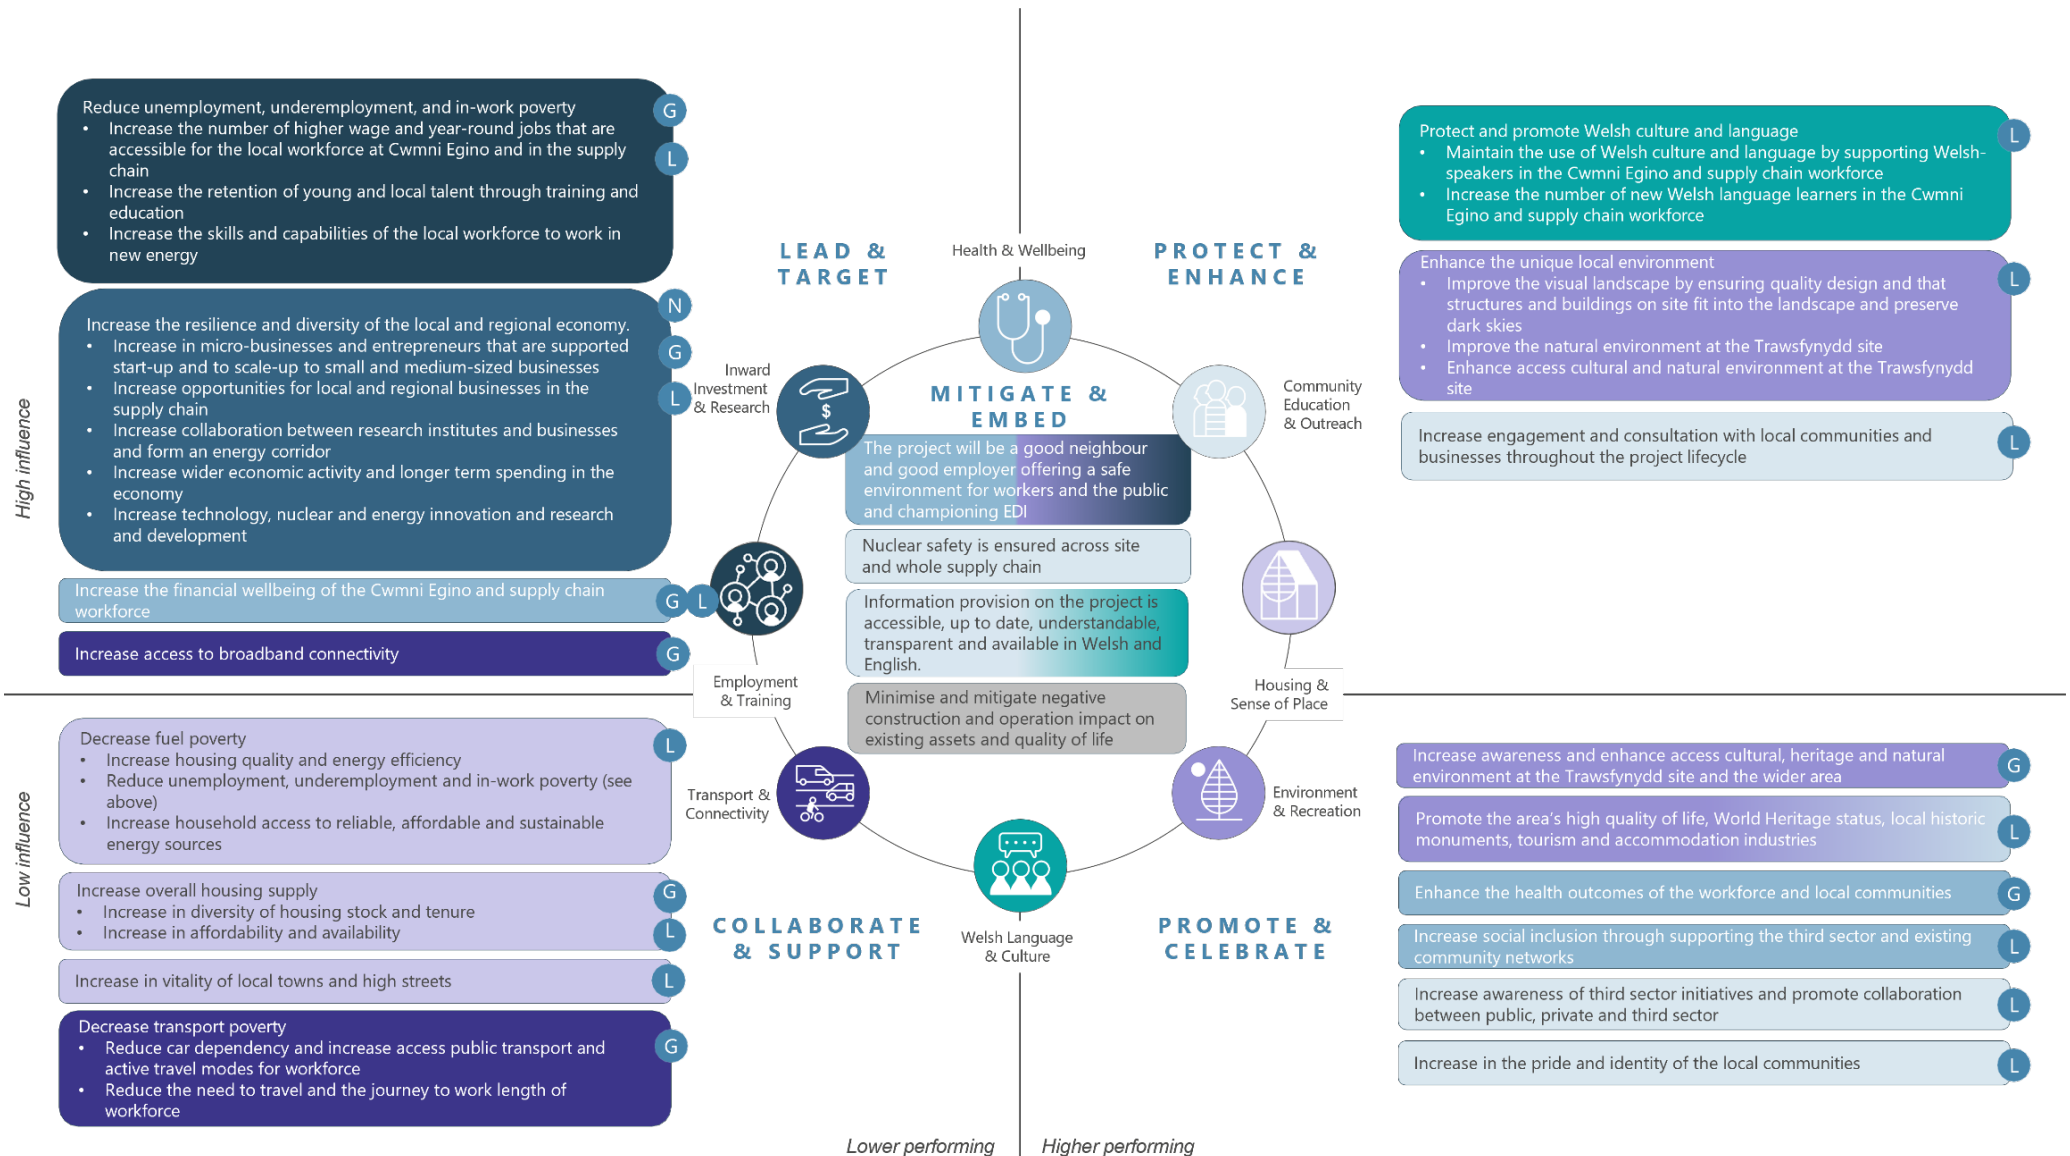 Reduce unemployment, underemployment, and in-work poverty
• Increase the number of higher wage and year-round jobs that are
accessible for the local workforce at Cwmni Egino and in the supply
chain
• Increase the retention of young and local talent through training and
education
• Increase the skills and capabilities of the local workforce to work in
new energy
G
L
Increase the resilience and diversity of the local and regional economy.
• Increase in micro-businesses and entrepreneurs that are supported
start-up and to scale-up to small and medium-sized businesses
• Increase opportunities for local and regional businesses in the
supply chain
• Increase collaboration between research institutes and businesses
and form an energy corridor
• Increase wider economic activity and longer term spending in the
economy
• Increase technology, nuclear and energy innovation and research
and development
N
G
L
Increase the financial wellbeing of the Cwmni Egino and supply chain
workforce
G
L
Increase access to broadband connectivity
G
High influence
LEAD &
TARGET
Health & Wellbeing
PROTECT &
ENHANCE
Inward
Investment
& Research
$
MITIGATE &
EMBED
Community
Education
& Outreach
The project will be a good neighbour
and good employer offering a safe
environment for workers and the public
and championing EDI
Nuclear safety is ensured across site
and whole supply chain
Information provision on the project is
accessible, up to date, understandable,
transparent and available in Welsh and
English.
Minimise and mitigate negative
construction and operation impact on
existing assets and quality of life
Employment
& Training
Housing &
Sense of Place
Transport &
Connectivity
Environment
& Recreation
COLLABORATE
& SUPPORT
Welsh Language
& Culture
PROMOTE &
CELEBRATE
Protect and promote Welsh culture and language
• Maintain the use of Welsh culture and language by supporting Welsh-
speakers in the Cwmni Egino and supply chain workforce
• Increase the number of new Welsh language learners in the Cwmni
Egino and supply chain workforce
L
Enhance the unique local environment
• Improve the visual landscape by ensuring quality design and that
structures and buildings on site fit into the landscape and preserve
dark skies
• Improve the natural environment at the Trawsfynydd site
• Enhance access cultural and natural environment at the Trawsfynydd
site
L
Increase engagement and consultation with local communities and
businesses throughout the project lifecycle
L
Low influence
Decrease fuel poverty
• Increase housing quality and energy efficiency
• Reduce unemployment, underemployment and in-work poverty (see
above)
• Increase household access to reliable, affordable and sustainable
energy sources
L
Increase overall housing supply
• Increase in diversity of housing stock and tenure
• Increase in affordability and availability
G
L
Increase in vitality of local towns and high streets
L
Decrease transport poverty
• Reduce car dependency and increase access public transport and
active travel modes for workforce
• Reduce the need to travel and the journey to work length of
workforce
G
Increase awareness and enhance access cultural, heritage and natural
environment at the Trawsfynydd site and the wider area
G
Promote the area's high quality of life, World Heritage status, local historic
monuments, tourism and accommodation industries
L
Enhance the health outcomes of the workforce and local communities
G
Increase social inclusion through supporting the third sector and existing
community networks
L
Increase awareness of third sector initiatives and promote collaboration
between public, private and third sector
L
Increase in the pride and identity of the local communities
L
Lower performing
Higher performing